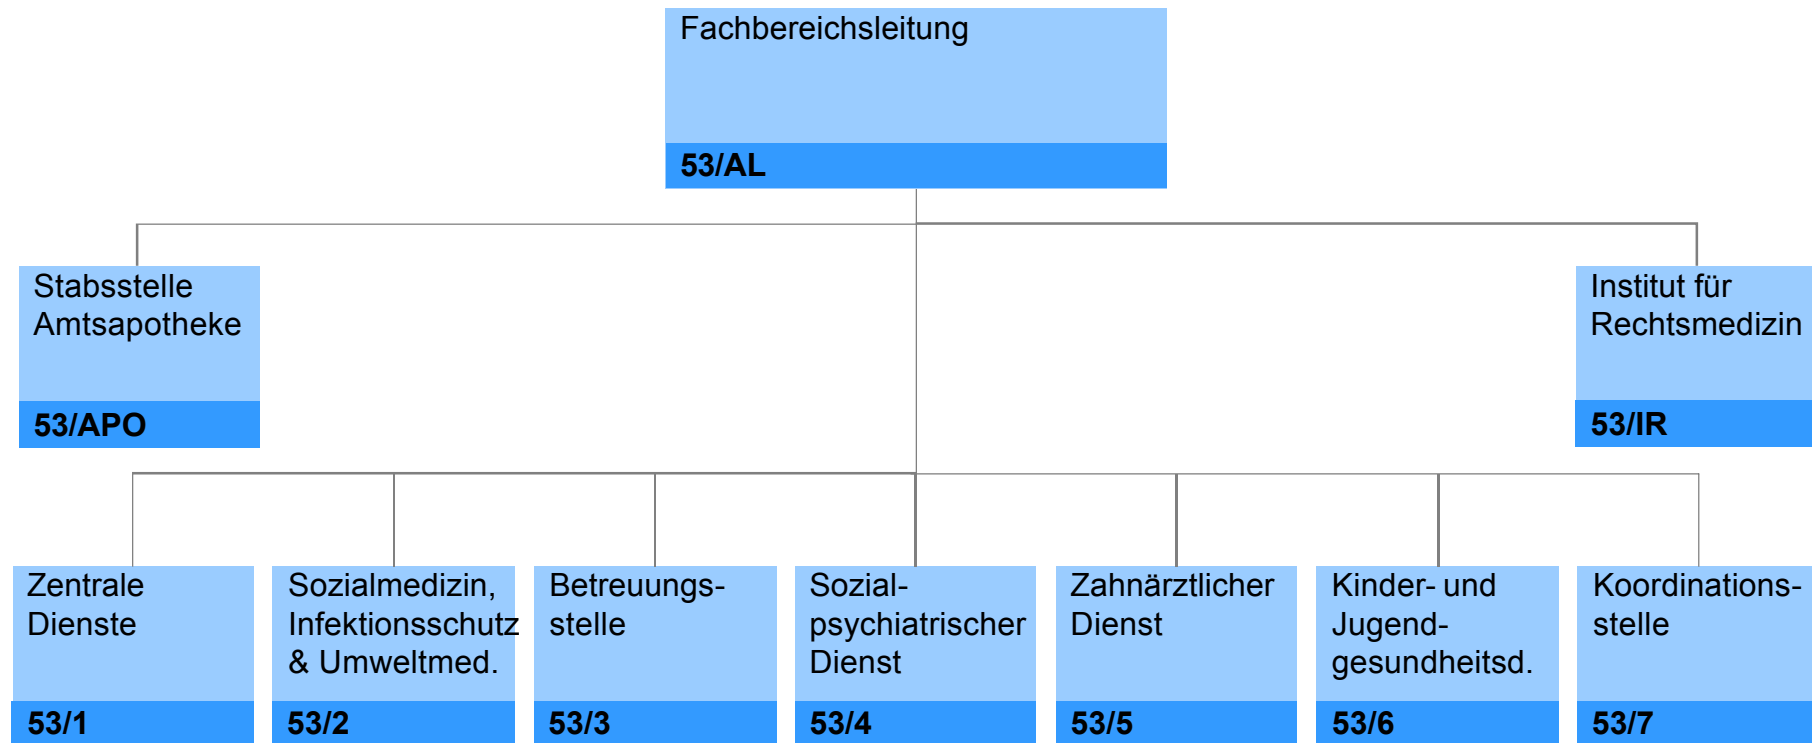 Fachbereichsleitung
53/AL
Stabsstelle
Amtsapotheke
53/APO
Institut für
Rechtsmedizin
53/IR
Zentrale
Dienste
53/1
Sozialmedizin,
Infektionsschutz
& Umweltmed.
53/2
Betreuungs-
stelle
53/3
Sozial-
psychiatrischer
Dienst
53/4
Zahnärztlicher
Dienst
53/5
Kinder- und
Jugend-
gesundheitsd.
53/6
Koordinations-
stelle
53/7